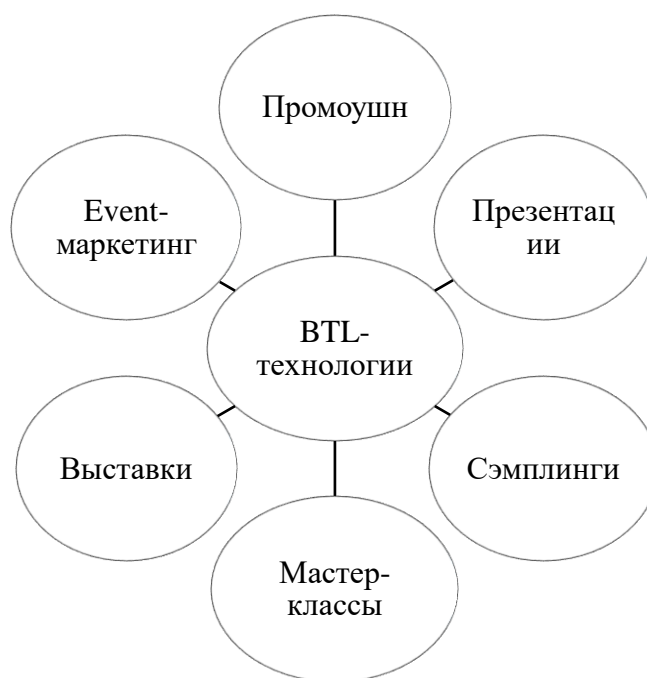 Промоушн
Event-
маркетинг
Презентац
ии
BTL-
технологии
Выставки
Сэмплинги
Мастер-
классы